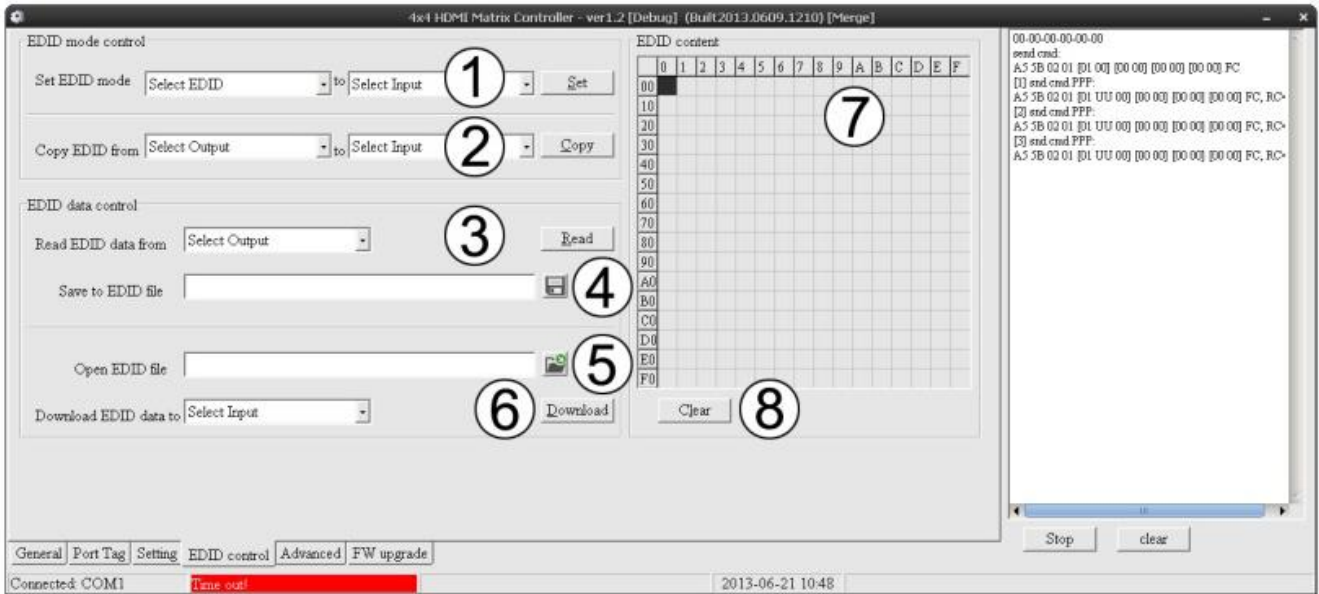 4x4 HDMI Matrix Controller - ver1.2 [Debug] (Built2013.0609.1210) [Merge]
EDID mode control
Set EDID mode Select EDID to Select Input 1 Set
Copy EDID from Select Output to Select Input 2 Copy
EDID data control
Read EDID data from Select Output 3 Read
Save to EDID file 4
Open EDID file 5
Download EDID data to Select Input 6 Download
EDID content
0 1 2 3 4 5 6 7 8 9 A B C D E F
00
10
20
30
40
50
60
70
80
90
A0
B0
C0
D0
E0
F0
7
Clear 8
00-00-00-00-00-00
send cmd:
A5 5B 02 01 [01 00] [00 00] [00 00] [00 00] FC
[1] snd cmd PPP:
A5 5B 02 01 [01 UU 00] [00 00] [00 00] [00 00] FC, RC
[2] snd cmd PPP:
A5 5B 02 01 [01 UU 00] [00 00] [00 00] [00 00] FC, RC
[3] snd cmd PPP:
A5 5B 02 01 [01 UU 00] [00 00] [00 00] [00 00] FC, RC
Stop clear
General Port Tag Setting EDID control Advanced FW upgrade
Connected: COM1 Time out! 2013-06-21 10:48